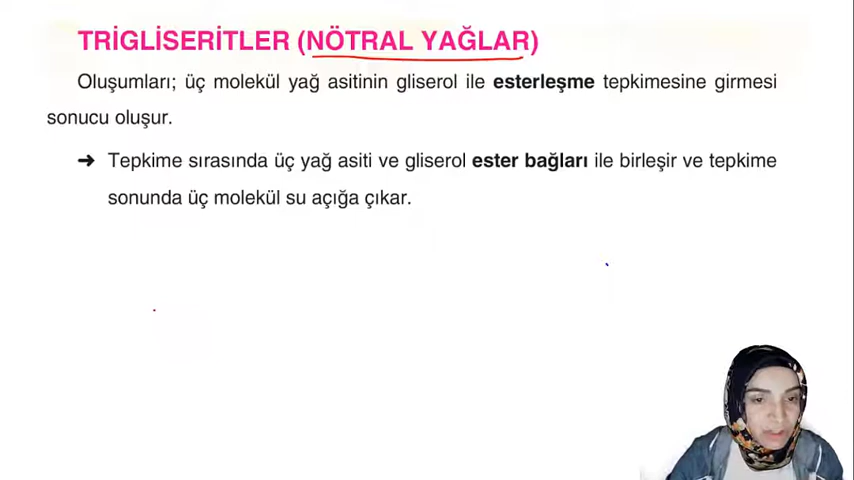 TRİGLİSERİTLER (NÖTRAL YAĞLAR)
Oluşumları; üç molekül yağ asitinin gliserol ile esterleşme tepkimesine girmesi
sonucu oluşur.
➜ Tepkime sırasında üç yağ asiti ve gliserol ester bağları ile birleşir ve tepkime
sonunda üç molekül su açığa çıkar.